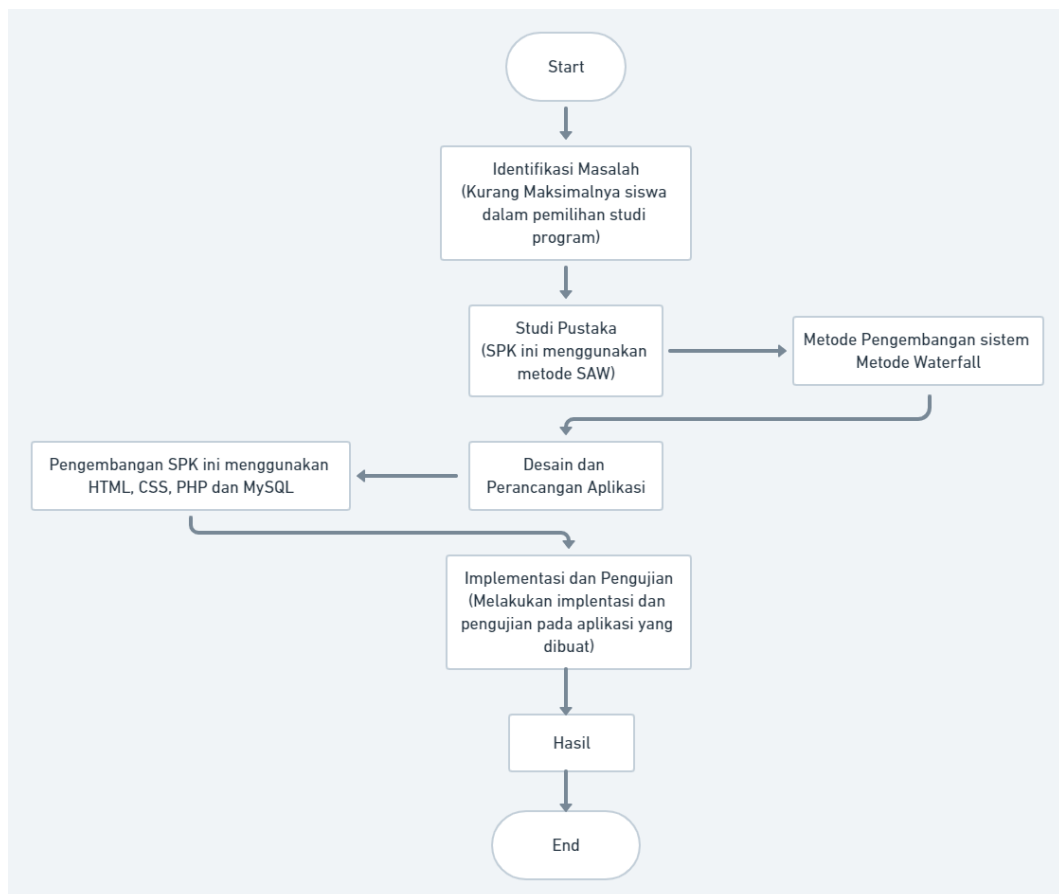 Start
Identifikasi Masalah
(Kurang Maksimalnya siswa
dalam pemilihan studi
program)
Studi Pustaka
(SPK ini menggunakan
metode SAW)
Metode Pengembangan sistem
Metode Waterfall
Desain dan
Perancangan Aplikasi
Pengembangan SPK ini menggunakan
HTML, CSS, PHP dan MySQL
Implementasi dan Pengujian
(Melakukan implentasi dan
pengujian pada aplikasi yang
dibuat)
Hasil
End